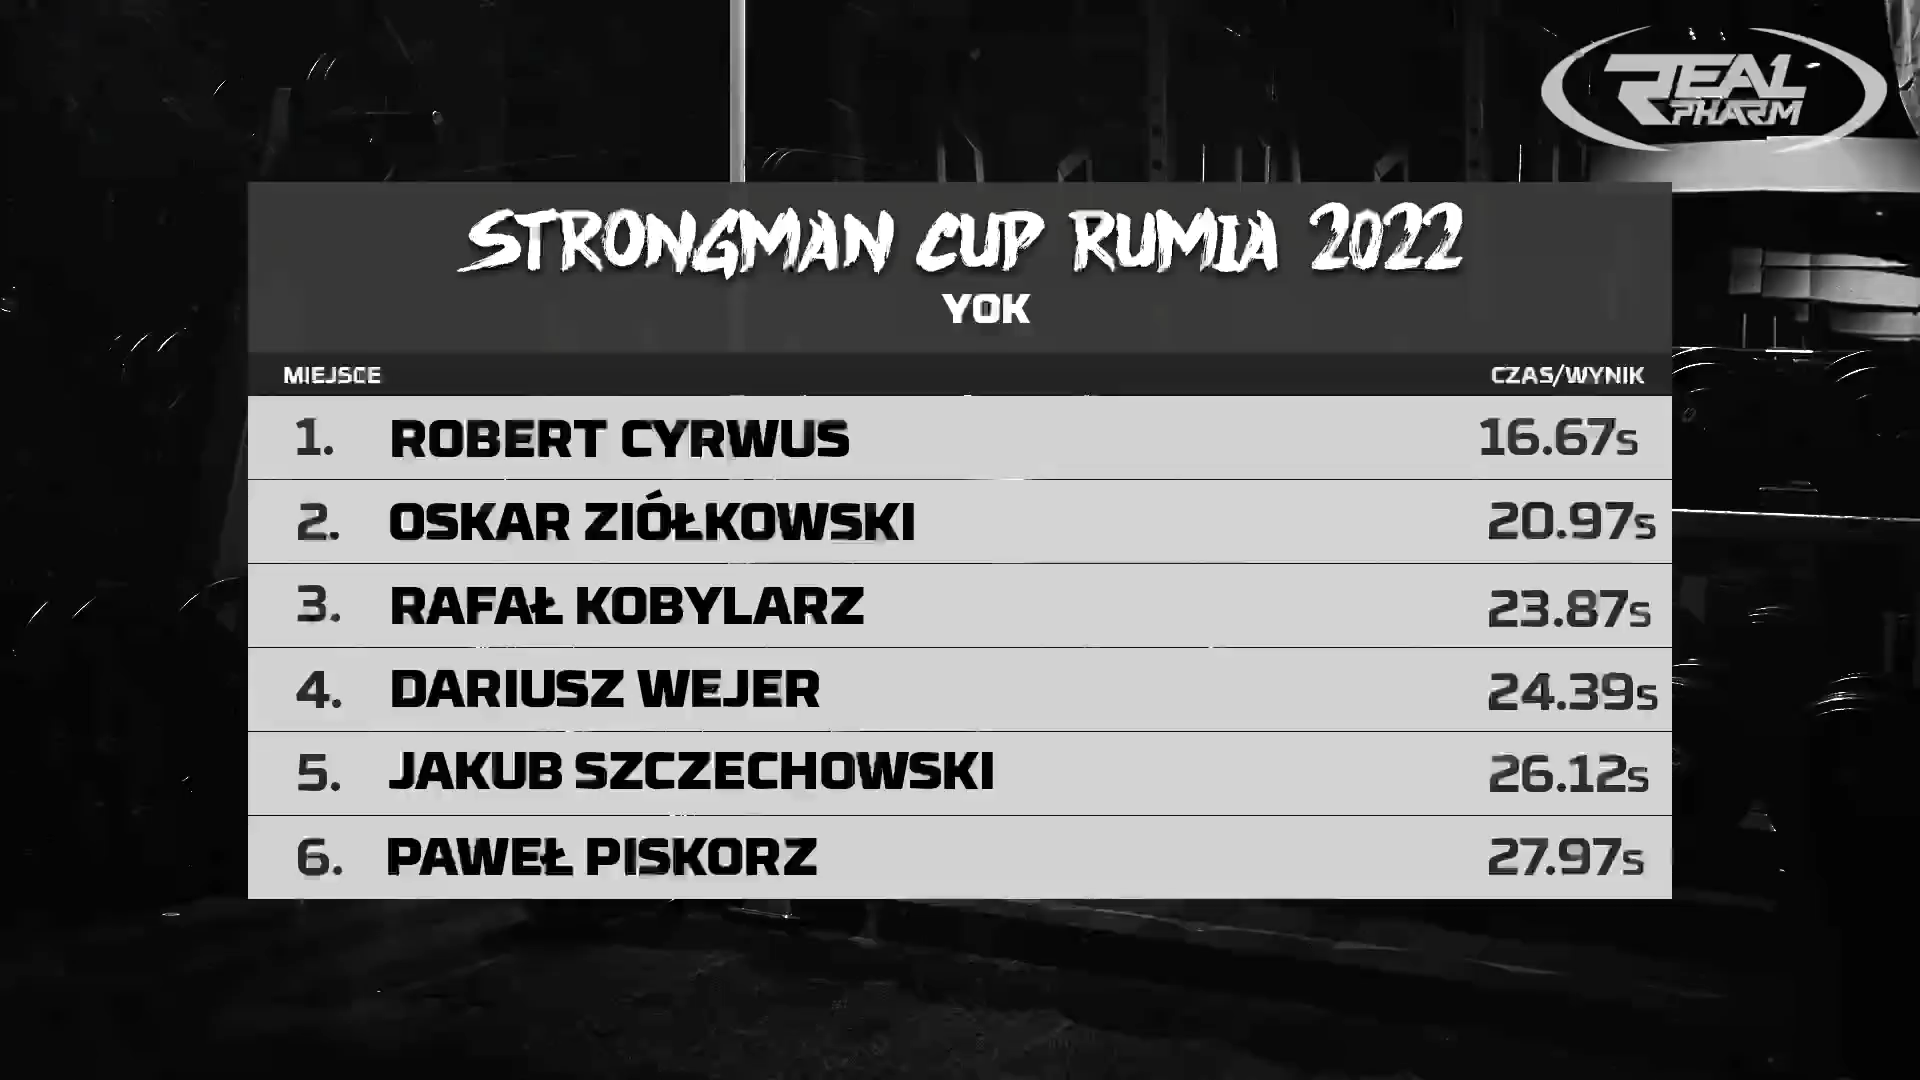 REAL
PHARM
STRONGMAN CUP RUMIA 2022
YOK
MIEJSCE CZAS/WYNIK
1. ROBERT CYRWUS 16.67s
2. OSKAR ZIÓŁKOWSKI 20.97s
3. RAFAŁ KOBYLARZ 23.87s
4. DARIUSZ WEJER 24.39s
5. JAKUB SZCZECHOWSKI 26.12s
6. PAWEŁ PISKORZ 27.97s